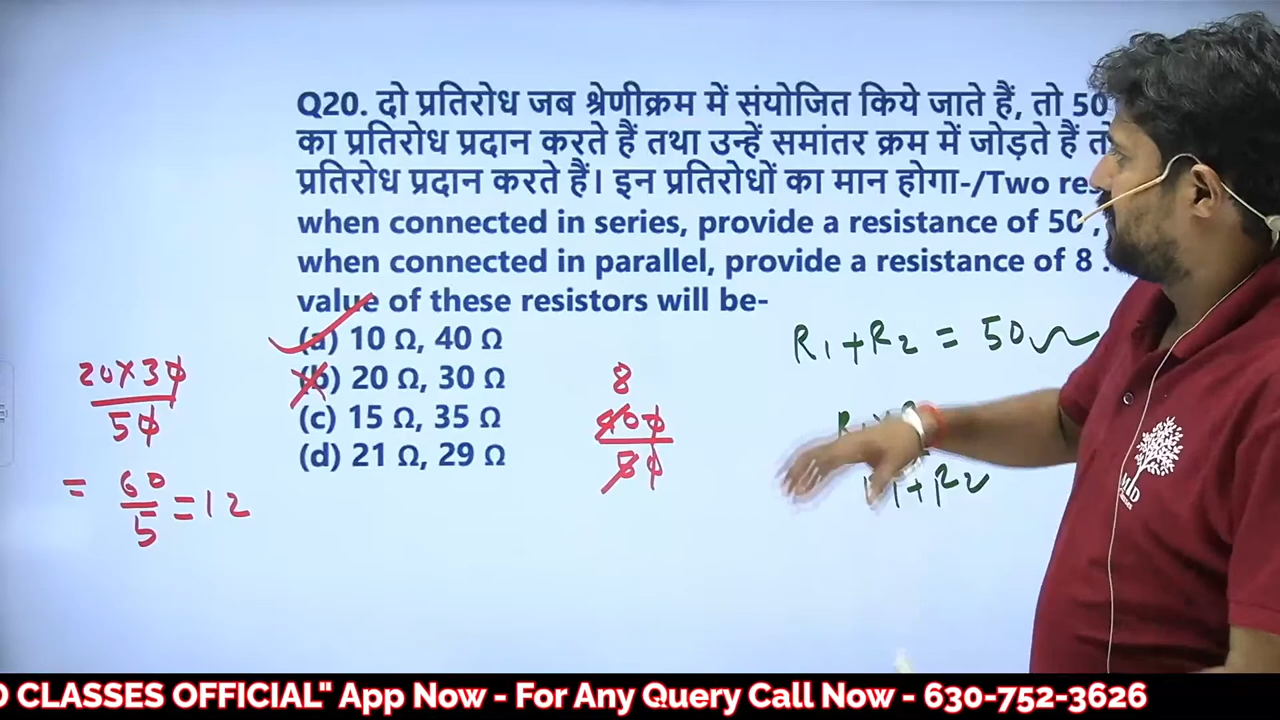 Q20. दो प्रतिरोध जब श्रेणीक्रम में संयोजित किये जाते हैं, तो 50
का प्रतिरोध प्रदान करते हैं तथा उन्हें समांतर क्रम में जोड़ते हैं
प्रतिरोध प्रदान करते हैं। इन प्रतिरोधों का मान होगा-/Two
when connected in series, provide a resistance of 50 ,
when connected in parallel, provide a resistance of 8
value of these resistors will be-
(a) 10 Ω, 40 Ω
(b) 20 Ω, 30 Ω
(c) 15 Ω, 35 Ω
(d) 21 Ω, 29 Ω
20×30
50
= 60
5
=12
8
400
50
R1+R2 = 50Ω
R1+R2
MD
CLASSES OFFICIAL" App Now - For Any Query Call Now - 630-752-3626